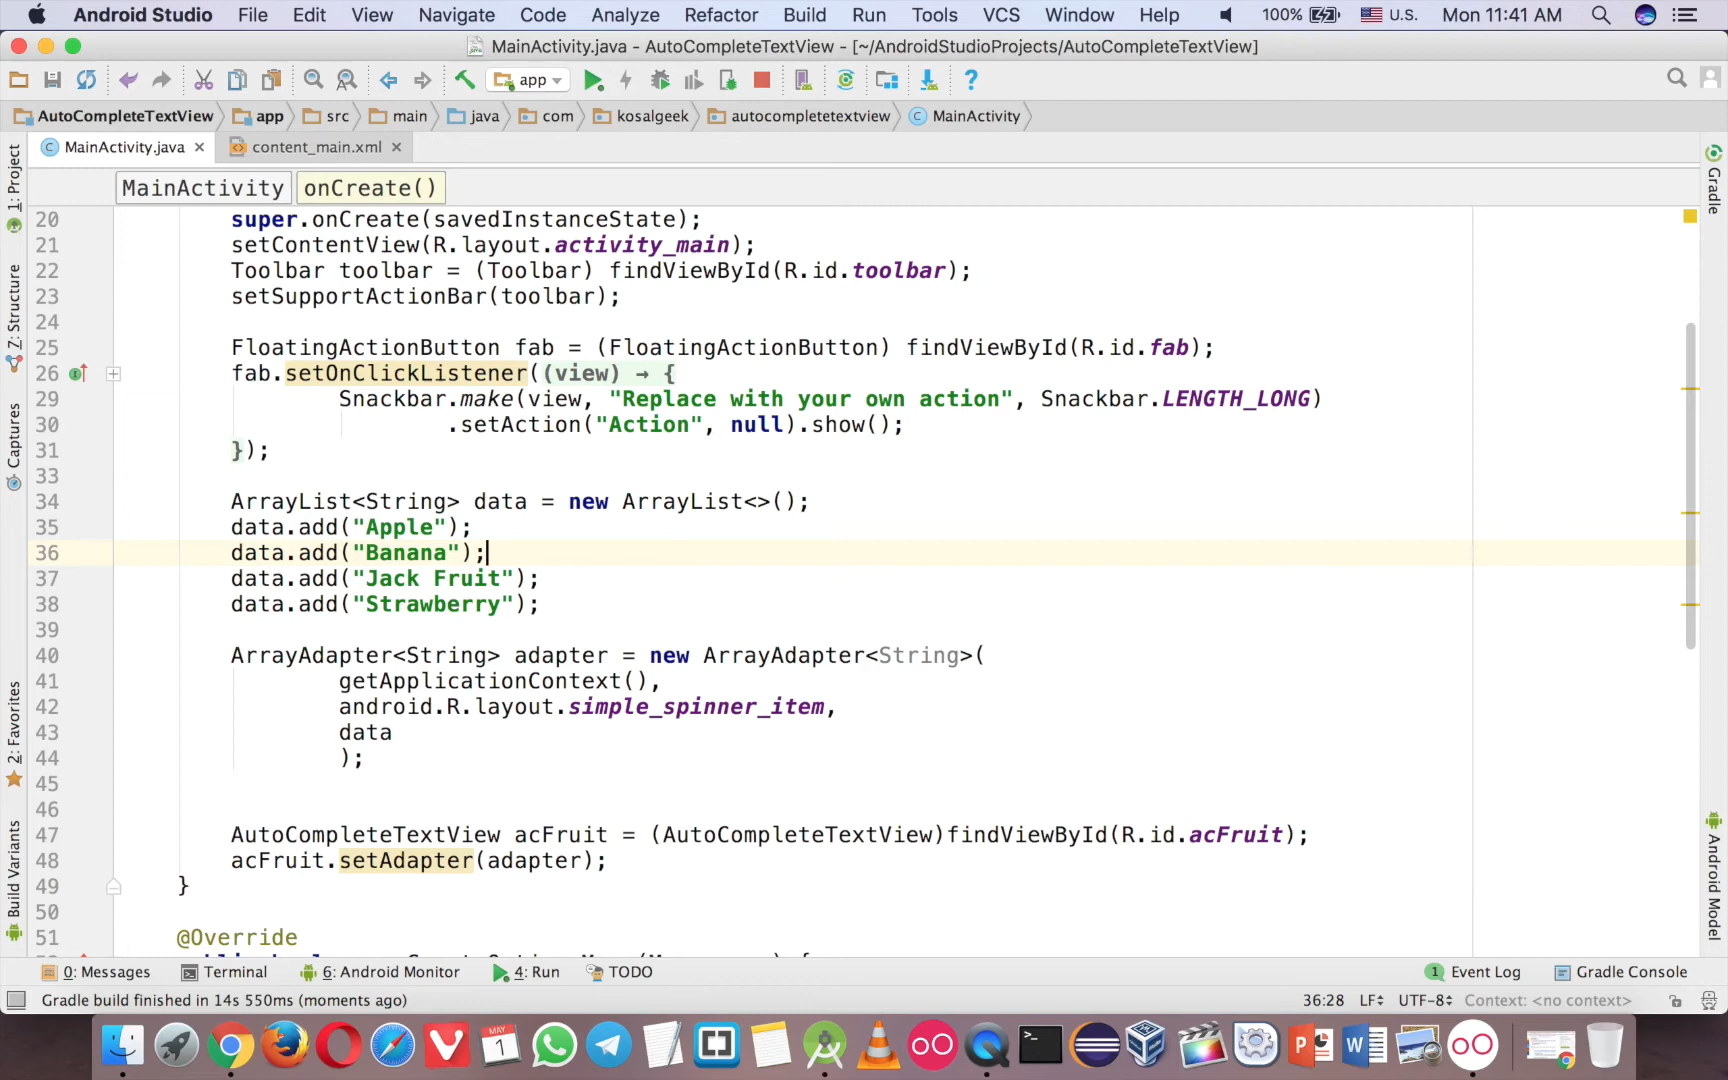 Android Studio File Edit View Navigate Code Analyze Refactor Build Run Tools VCS Window Help 100% U.S. Mon 11:41 AM
MainActivity.java - AutoCompleteTextView - [~/AndroidStudioProjects/AutoCompleteTextView]
app
AutoCompleteTextView app src main java com kosalgeek autocompletetextview MainActivity
MainActivity.java content_main.xml
MainActivity onCreate()
1: Project
7: Structure
Captures
2: Favorites
Build Variants
20 super.onCreate(savedInstanceState);
21 setContentView(R.layout.activity_main);
22 Toolbar toolbar = (Toolbar) findViewById(R.id.toolbar);
23 setSupportActionBar(toolbar);
24
25 FloatingActionButton fab = (FloatingActionButton) findViewById(R.id.fab);
26 fab.setOnClickListener((view) → {
29 Snackbar.make(view, "Replace with your own action", Snackbar.LENGTH_LONG)
30 .setAction("Action", null).show();
31 });
33
34 ArrayList<String> data = new ArrayList<>();
35 data.add("Apple");
36 data.add("Banana");
37 data.add("Jack Fruit");
38 data.add("Strawberry");
39
40 ArrayAdapter<String> adapter = new ArrayAdapter<String>(
41 getApplicationContext(),
42 android.R.layout.simple_spinner_item,
43 data
44 );
45
46
47 AutoCompleteTextView acFruit = (AutoCompleteTextView)findViewById(R.id.acFruit);
48 acFruit.setAdapter(adapter);
49 }
50
51 @Override
Gradle
Android Model
0: Messages Terminal 6: Android Monitor 4: Run TODO 1 Event Log Gradle Console
Gradle build finished in 14s 550ms (moments ago) 36:28 LF UTF-8 Context: <no context>
MAY
1